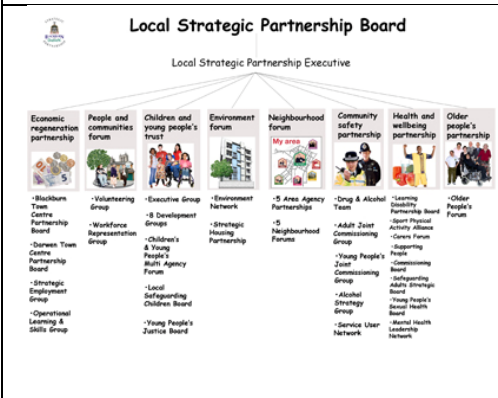 Local Strategic Partnership Board
Local Strategic Partnership Executive
Economic
regeneration
partnership
•Blackburn
Town
Centre
Partnership
Board
•Darwen Town
Centre
Partnership
Board
•Strategic
Employment
Group
•Operational
Learning &
Skills Group
People and
communities
forum
•Volunteering
Group
•Workforce
Representation
Group
Children and
young people's
trust
•Executive Group
•8 Development
Groups
•Children's
& Young
People's
Multi Agency
Forum
•Local
Safeguarding
Children Board
•Young People's
Justice Board
Environment
forum
•Environment
Network
•Strategic
Housing
Partnership
Neighbourhood
forum
My area
•5 Area Agency
Partnerships
•5
Neighbourhood
Forums
Community
safety
partnership
•Drug & Alcohol
Team
•Adult Joint
Commissioning
Group
•Young People's
Joint
Commissioning
Group
•Alcohol
Strategy
Group
•Service User
Network
Health and
wellbeing
partnership
•Learning
Disability
Partnership Board
•Sport Physical
Activity Alliance
•Carers Forum
•Supporting
People
•Commissioning
Board
•Safeguarding
Adults Strategic
Board
•Young People's
Sexual Health
Board
•Mental Health
Leadership
Network
Older
people's
partnership
•Older
People's
Forum